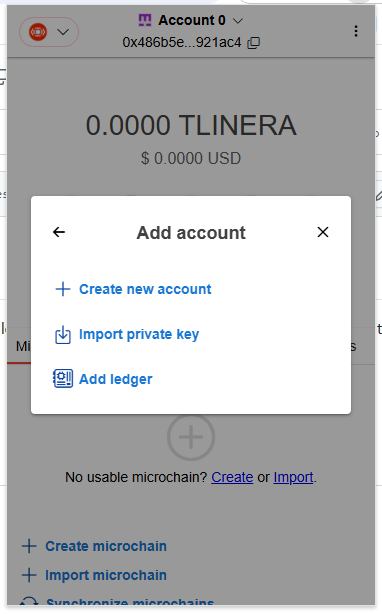 Account 0
0x486b5e...921ac4
0.0000 TLINERA
$ 0.0000 USD
Add account
Create new account
Import private key
Add ledger
No usable microchain? Create or Import.
Create microchain
Import microchain
Synchronize microchains